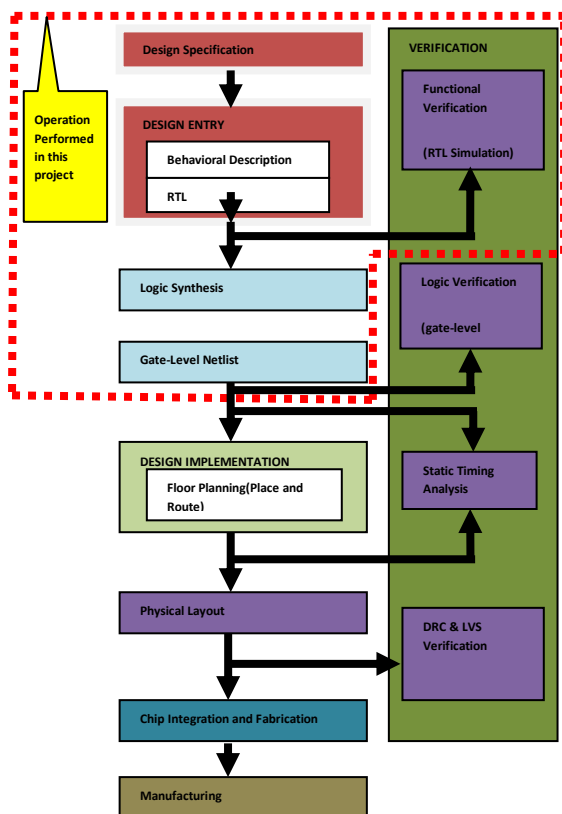 Design Specification
VERIFICATION
Operation
Performed
in this
project
DESIGN ENTRY
Behavioral Description
RTL
Functional
Verification
(RTL Simulation)
Logic Synthesis
Logic Verification
(gate-level
Gate-Level Netlist
DESIGN IMPLEMENTATION
Floor Planning(Place and
Route)
Static Timing
Analysis
Physical Layout
DRC & LVS
Verification
Chip Integration and Fabrication
Manufacturing